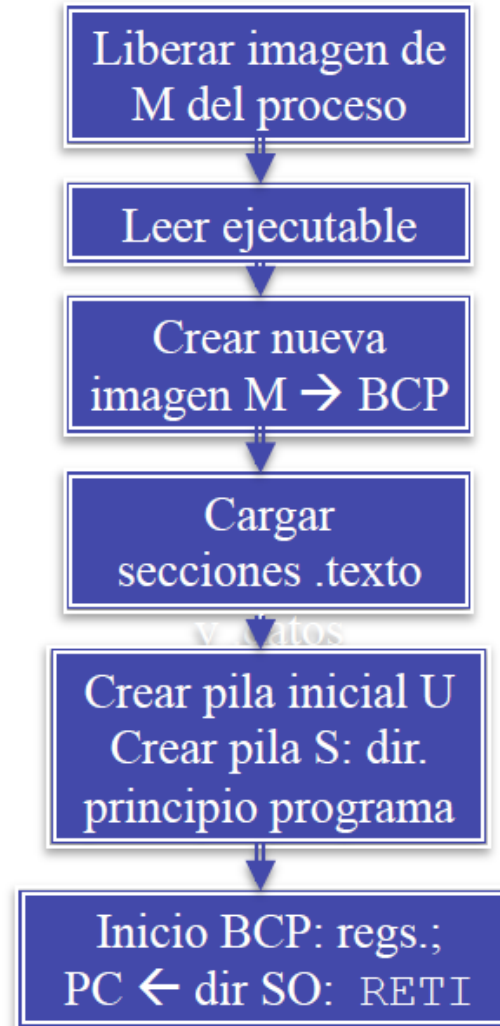 Liberar imagen de
M del proceso
Leer ejecutable
Crear nueva
imagen M → BCP
Cargar
secciones .texto
y .datos
Crear pila inicial U
Crear pila S: dir.
principio programa
Inicio BCP: regs.;
PC ← dir SO: RETI